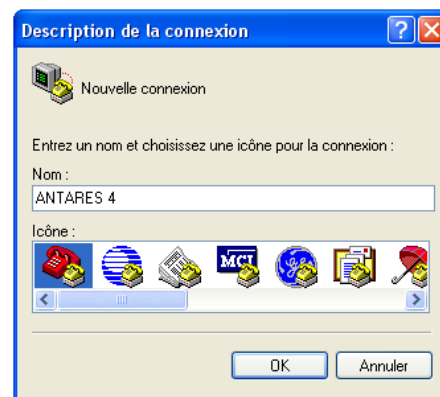 Description de la connexion
Nouvelle connexion
Entrez un nom et choisissez une icône pour la connexion :
Nom :
ANTARES 4
Icône :
MCI
OK Annuler